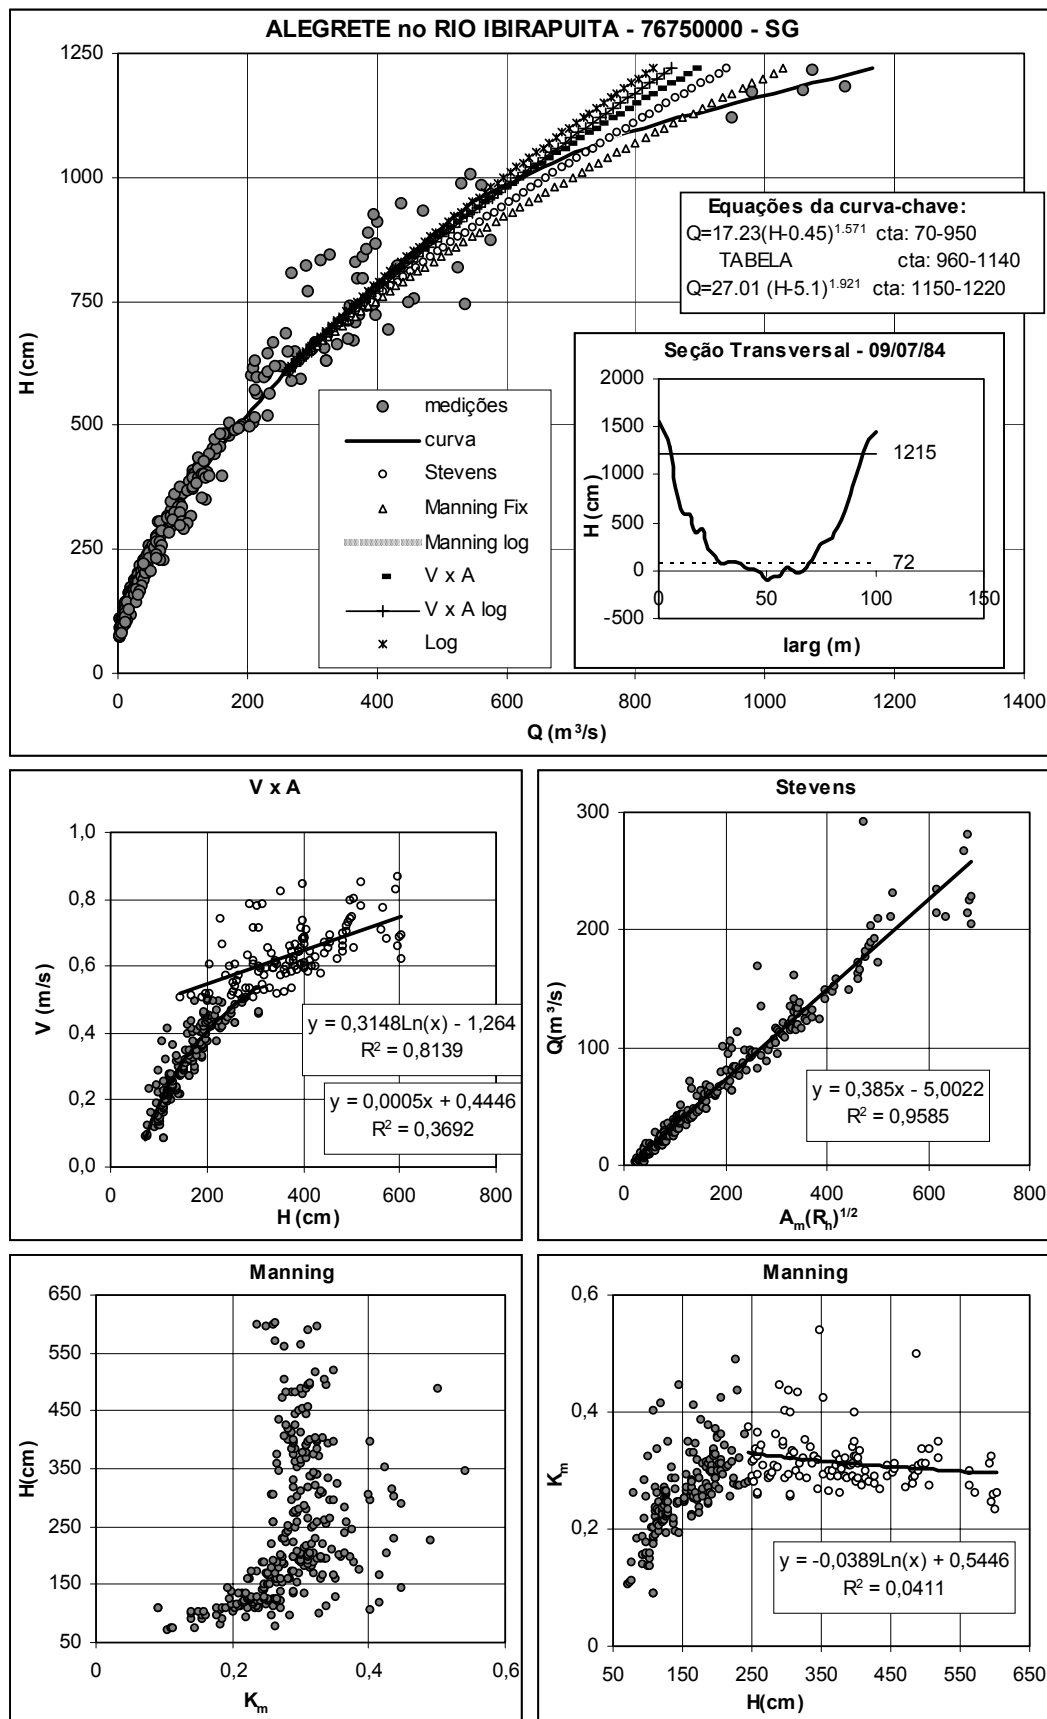 ALEGRETE no RIO IBIRAPUITA - 76750000 - SG
1250
1000
750
500
250
0
H (cm)
0 200 400 600 800 1000 1200 1400
Q (m³/s)
Equações da curva-chave:
Q=17.23(H-0.45)^1.571 cta: 70-950
TABELA cta: 960-1140
Q=27.01 (H-5.1)^1.921 cta: 1150-1220
medições
curva
Stevens
Manning Fix
Manning log
V x A
V x A log
Log
Seção Transversal - 09/07/84
2000
1500
1000
500
0
-500
H (cm)
1215
72
0 50 100 150
larg (m)
V x A
1,0
0,8
0,6
0,4
0,2
0,0
V (m/s)
y = 0,3148Ln(x) - 1,264
R² = 0,8139
y = 0,0005x + 0,4446
R² = 0,3692
0 200 400 600 800
H (cm)
Stevens
300
200
100
0
Q(m³/s)
y = 0,385x - 5,0022
R² = 0,9585
0 200 400 600 800
Aₘ(Rₕ)^1/2
Manning
650
550
450
350
250
150
50
H(cm)
0 0,2 0,4 0,6
Kₘ
Manning
0,6
0,4
0,2
0
Kₘ
y = -0,0389Ln(x) + 0,5446
R² = 0,0411
50 150 250 350 450 550 650
H(cm)